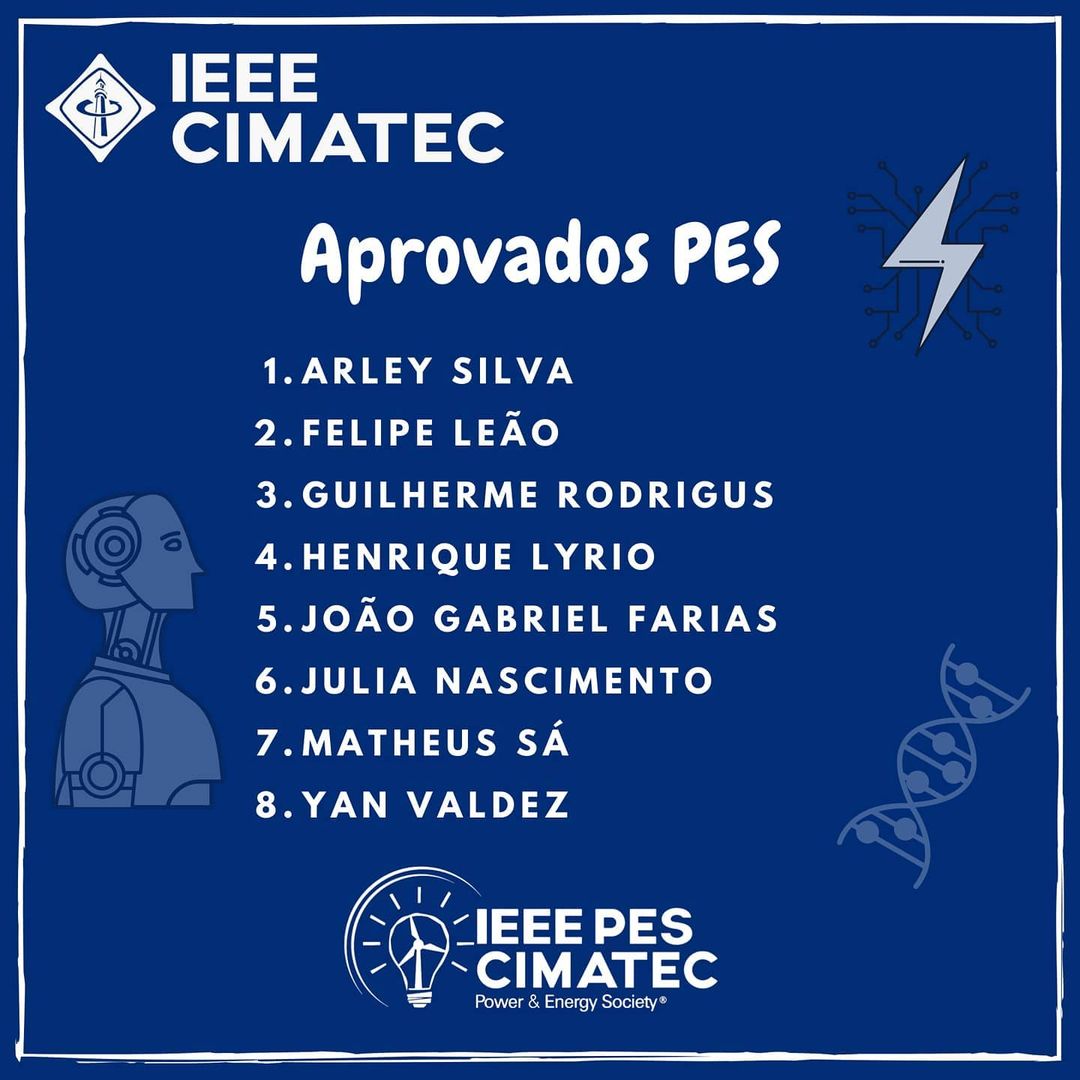 IEEE
CIMATEC
Aprovados PES
1. ARLEY SILVA
2. FELIPE LEÃO
3. GUILHERME RODRIGUS
4. HENRIQUE LYRIO
5. JOÃO GABRIEL FARIAS
6. JULIA NASCIMENTO
7. MATHEUS SÁ
8. YAN VALDEZ
IEEE PES
CIMATEC
Power & Energy Society®